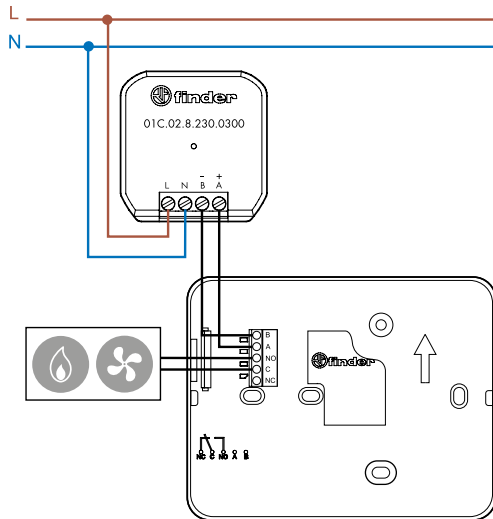 L
N
finder
01C.02.8.230.0300
- +
L N B A
B
A
NO
C
NC
finder
NC C NO A B